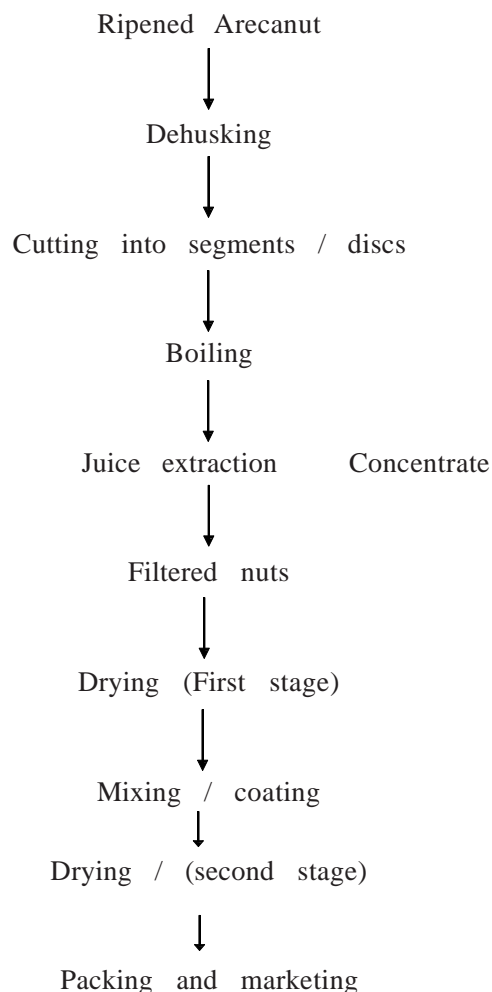 Ripened Arecanut
Dehusking
Cutting into segments / discs
Boiling
Juice extraction Concentrate
Filtered nuts
Drying (First stage)
Mixing / coating
Drying / (second stage)
Packing and marketing